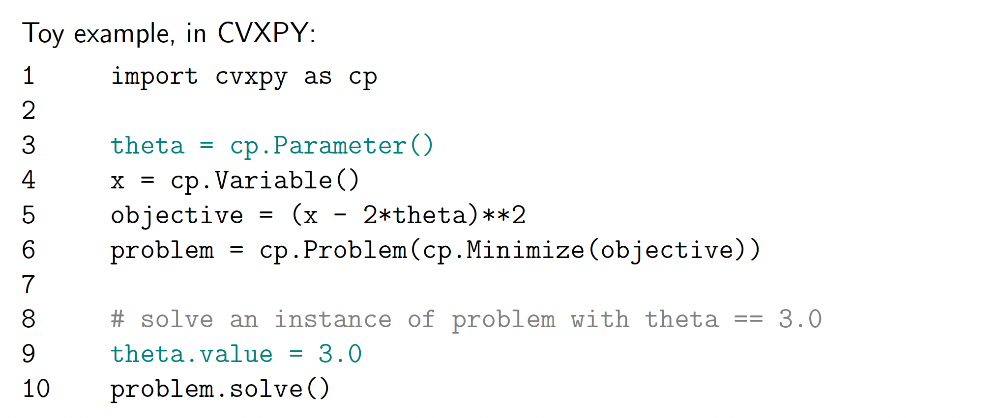 Toy example, in CVXPY:
1 import cvxpy as cp
2
3 theta = cp.Parameter()
4 x = cp.Variable()
5 objective = (x - 2*theta)**2
6 problem = cp.Problem(cp.Minimize(objective))
7
8 # solve an instance of problem with theta == 3.0
9 theta.value = 3.0
10 problem.solve()